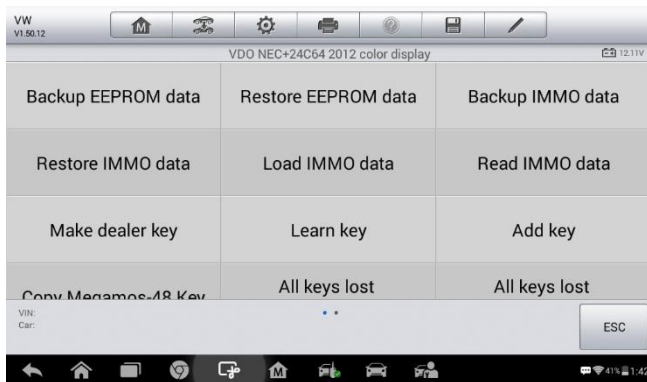 VW
V1.50.12
VDO NEC+24C64 2012 color display
12.11V
Backup EEPROM data
Restore EEPROM data
Backup IMMO data
Restore IMMO data
Load IMMO data
Read IMMO data
Make dealer key
Learn key
Add key
Copy Megamos-48 Key
All keys lost
All keys lost
VIN:
Car:
ESC
41%
1:42